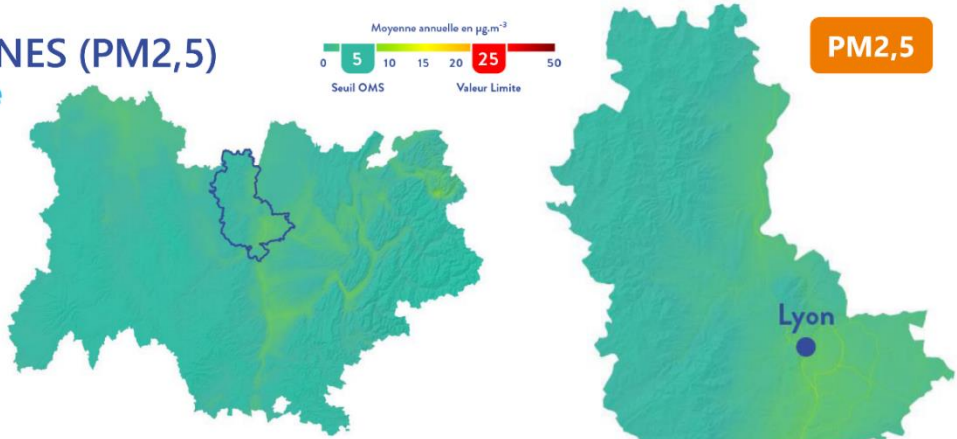 NES (PM2,5)
Moyenne annuelle en µg.m-3
0 5 10 15 20 25 50
Seuil OMS Valeur Limite
PM2,5
Lyon